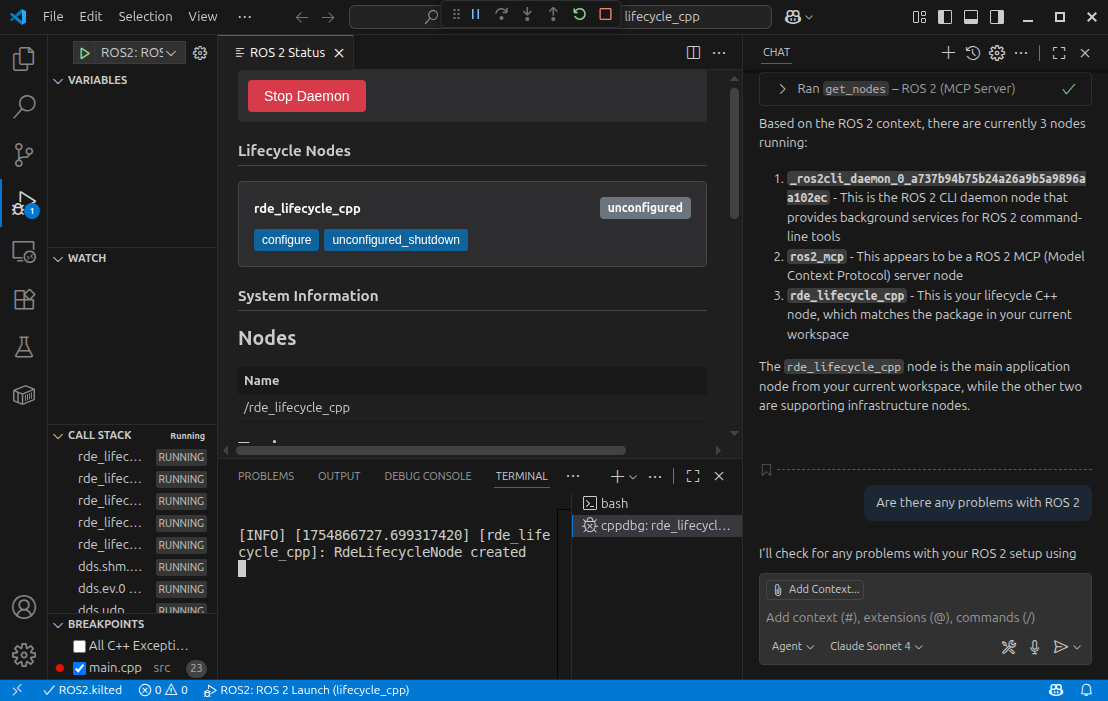 File Edit Selection View ··· lifecycle_cpp
ROS2: ROS
VARIABLES
WATCH
CALL STACK Running
rde_lifec... RUNNING
rde_lifec... RUNNING
rde_lifec... RUNNING
rde_lifec... RUNNING
rde_lifec... RUNNING
dds.shm.... RUNNING
dds.ev.0 ... RUNNING
dds.udp RUNNING
BREAKPOINTS
All C++ Excepti...
main.cpp src 23
1
ROS 2 Status
Stop Daemon
Lifecycle Nodes
rde_lifecycle_cpp unconfigured
configure unconfigured_shutdown
System Information
Nodes
Name
/rde_lifecycle_cpp
PROBLEMS OUTPUT DEBUG CONSOLE TERMINAL ···
[INFO] [1754866727.699317420] [rde_life
cycle_cpp]: RdeLifecycleNode created
bash
cppdbg: rde_lifecycl...
CHAT
Ran get_nodes – ROS 2 (MCP Server)
Based on the ROS 2 context, there are currently 3 nodes
running:
1. _ros2cli_daemon_0_a737b94b75b24a26a9b5a9896a
a102ec - This is the ROS 2 CLI daemon node that
provides background services for ROS 2 command-
line tools
2. ros2_mcp - This appears to be a ROS 2 MCP (Model
Context Protocol) server node
3. rde_lifecycle_cpp - This is your lifecycle C++
node, which matches the package in your current
workspace
The rde_lifecycle_cpp node is the main application
node from your current workspace, while the other two
are supporting infrastructure nodes.
Are there any problems with ROS 2
I'll check for any problems with your ROS 2 setup using
Add Context...
Add context (#), extensions (@), commands (/)
Agent Claude Sonnet 4
ROS2.kilted 0 0 ROS2: ROS 2 Launch (lifecycle_cpp)